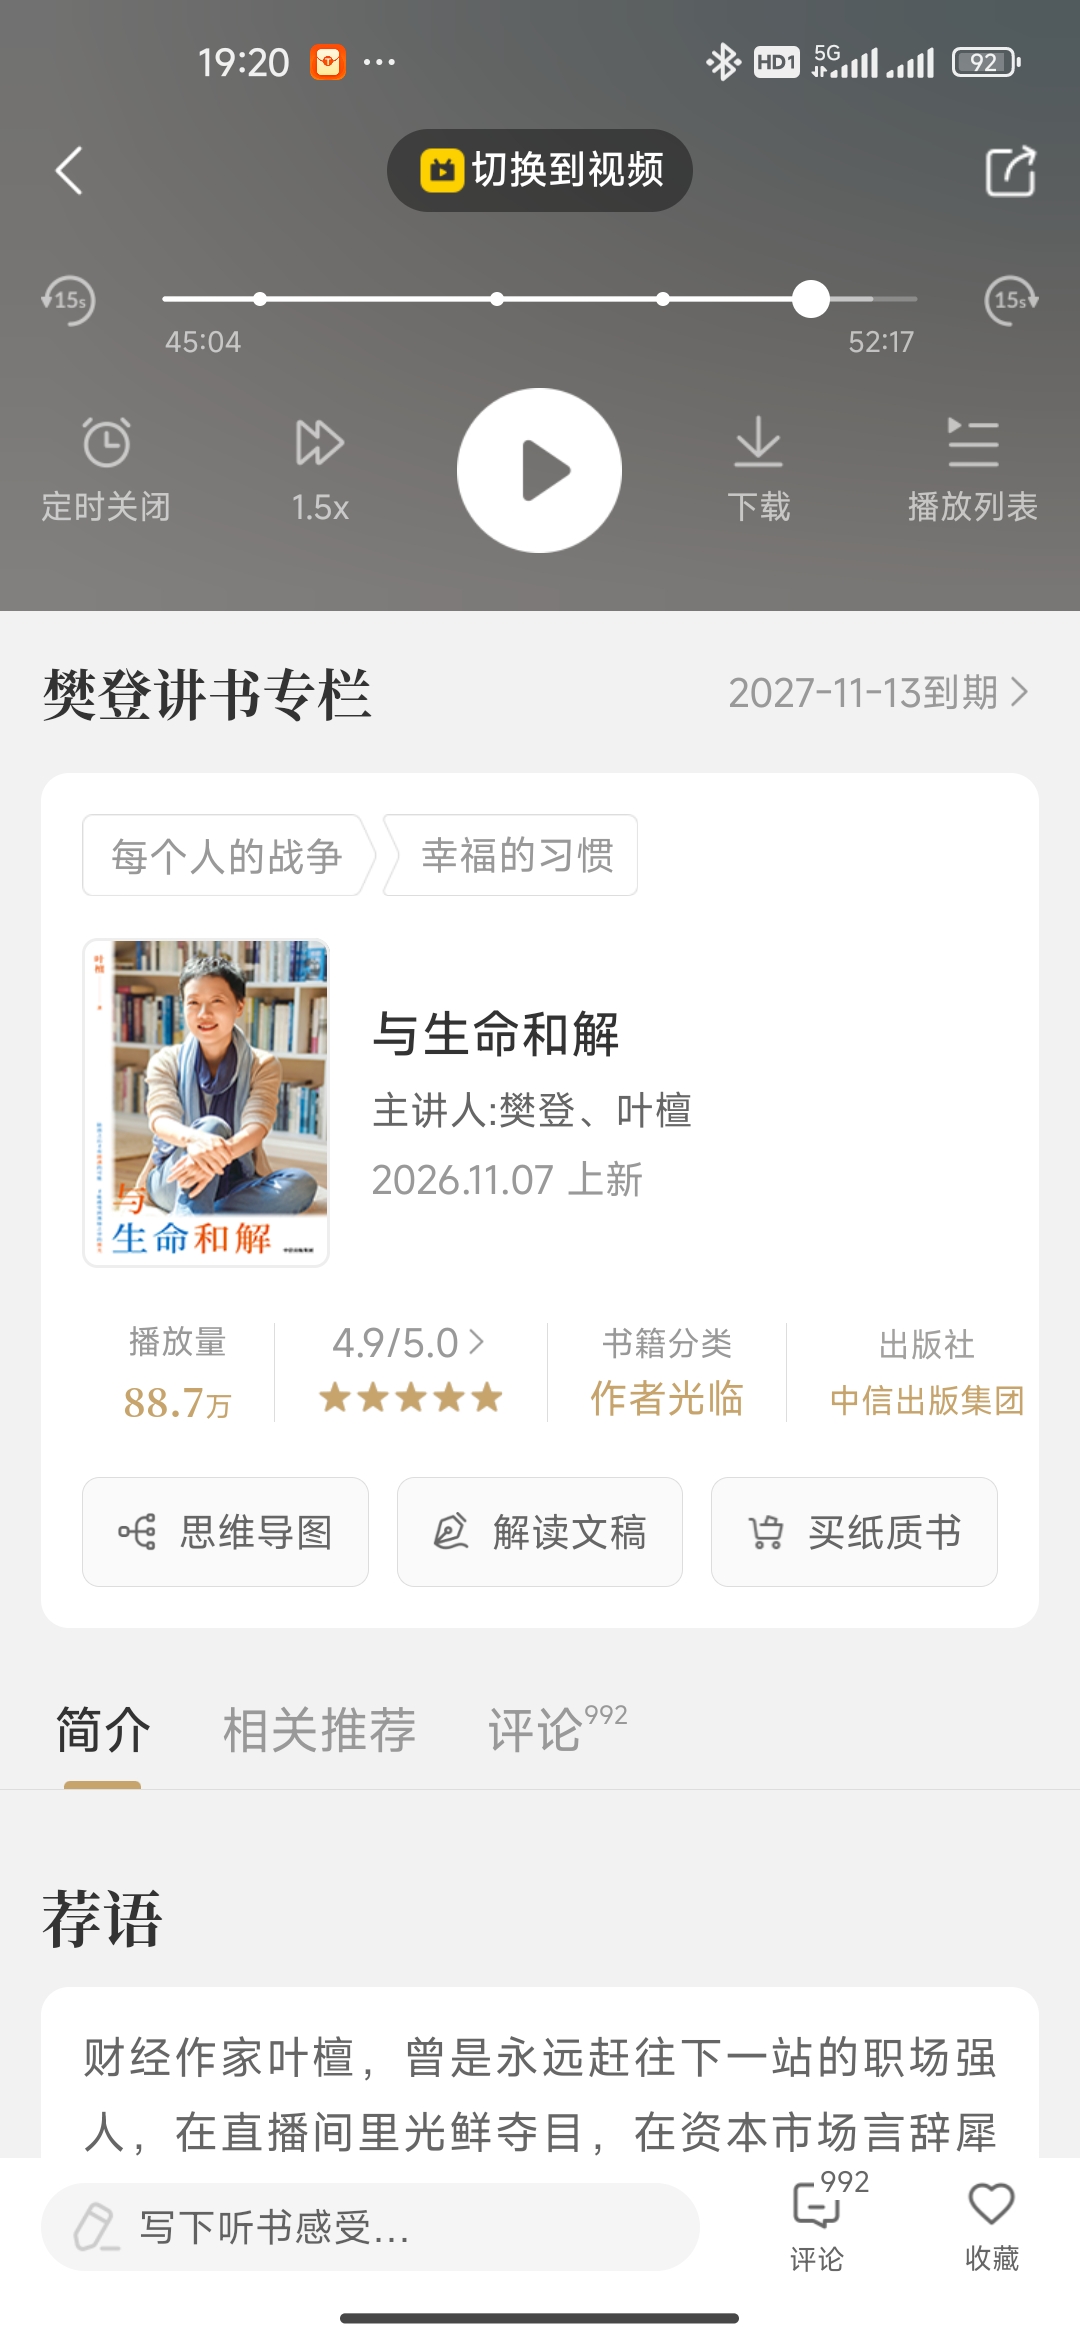 19:20
HD1 5G 92
切换到视频
15s 15s
45:04 52:17
定时关闭 1.5x 下载 播放列表
樊登讲书专栏 2027-11-13到期
每个人的战争 幸福的习惯
叶檀
与
生命和解
与生命和解
主讲人:樊登、叶檀
2026.11.07 上新
播放量 4.9/5.0 书籍分类 出版社
88.7万 作者光临 中信出版集团
思维导图 解读文稿 买纸质书
简介 相关推荐 评论992
荐语
财经作家叶檀，曾是永远赶往下一站的职场强
人，在直播间里光鲜夺目，在资本市场言辞犀
写下听书感受... 992
评论 收藏